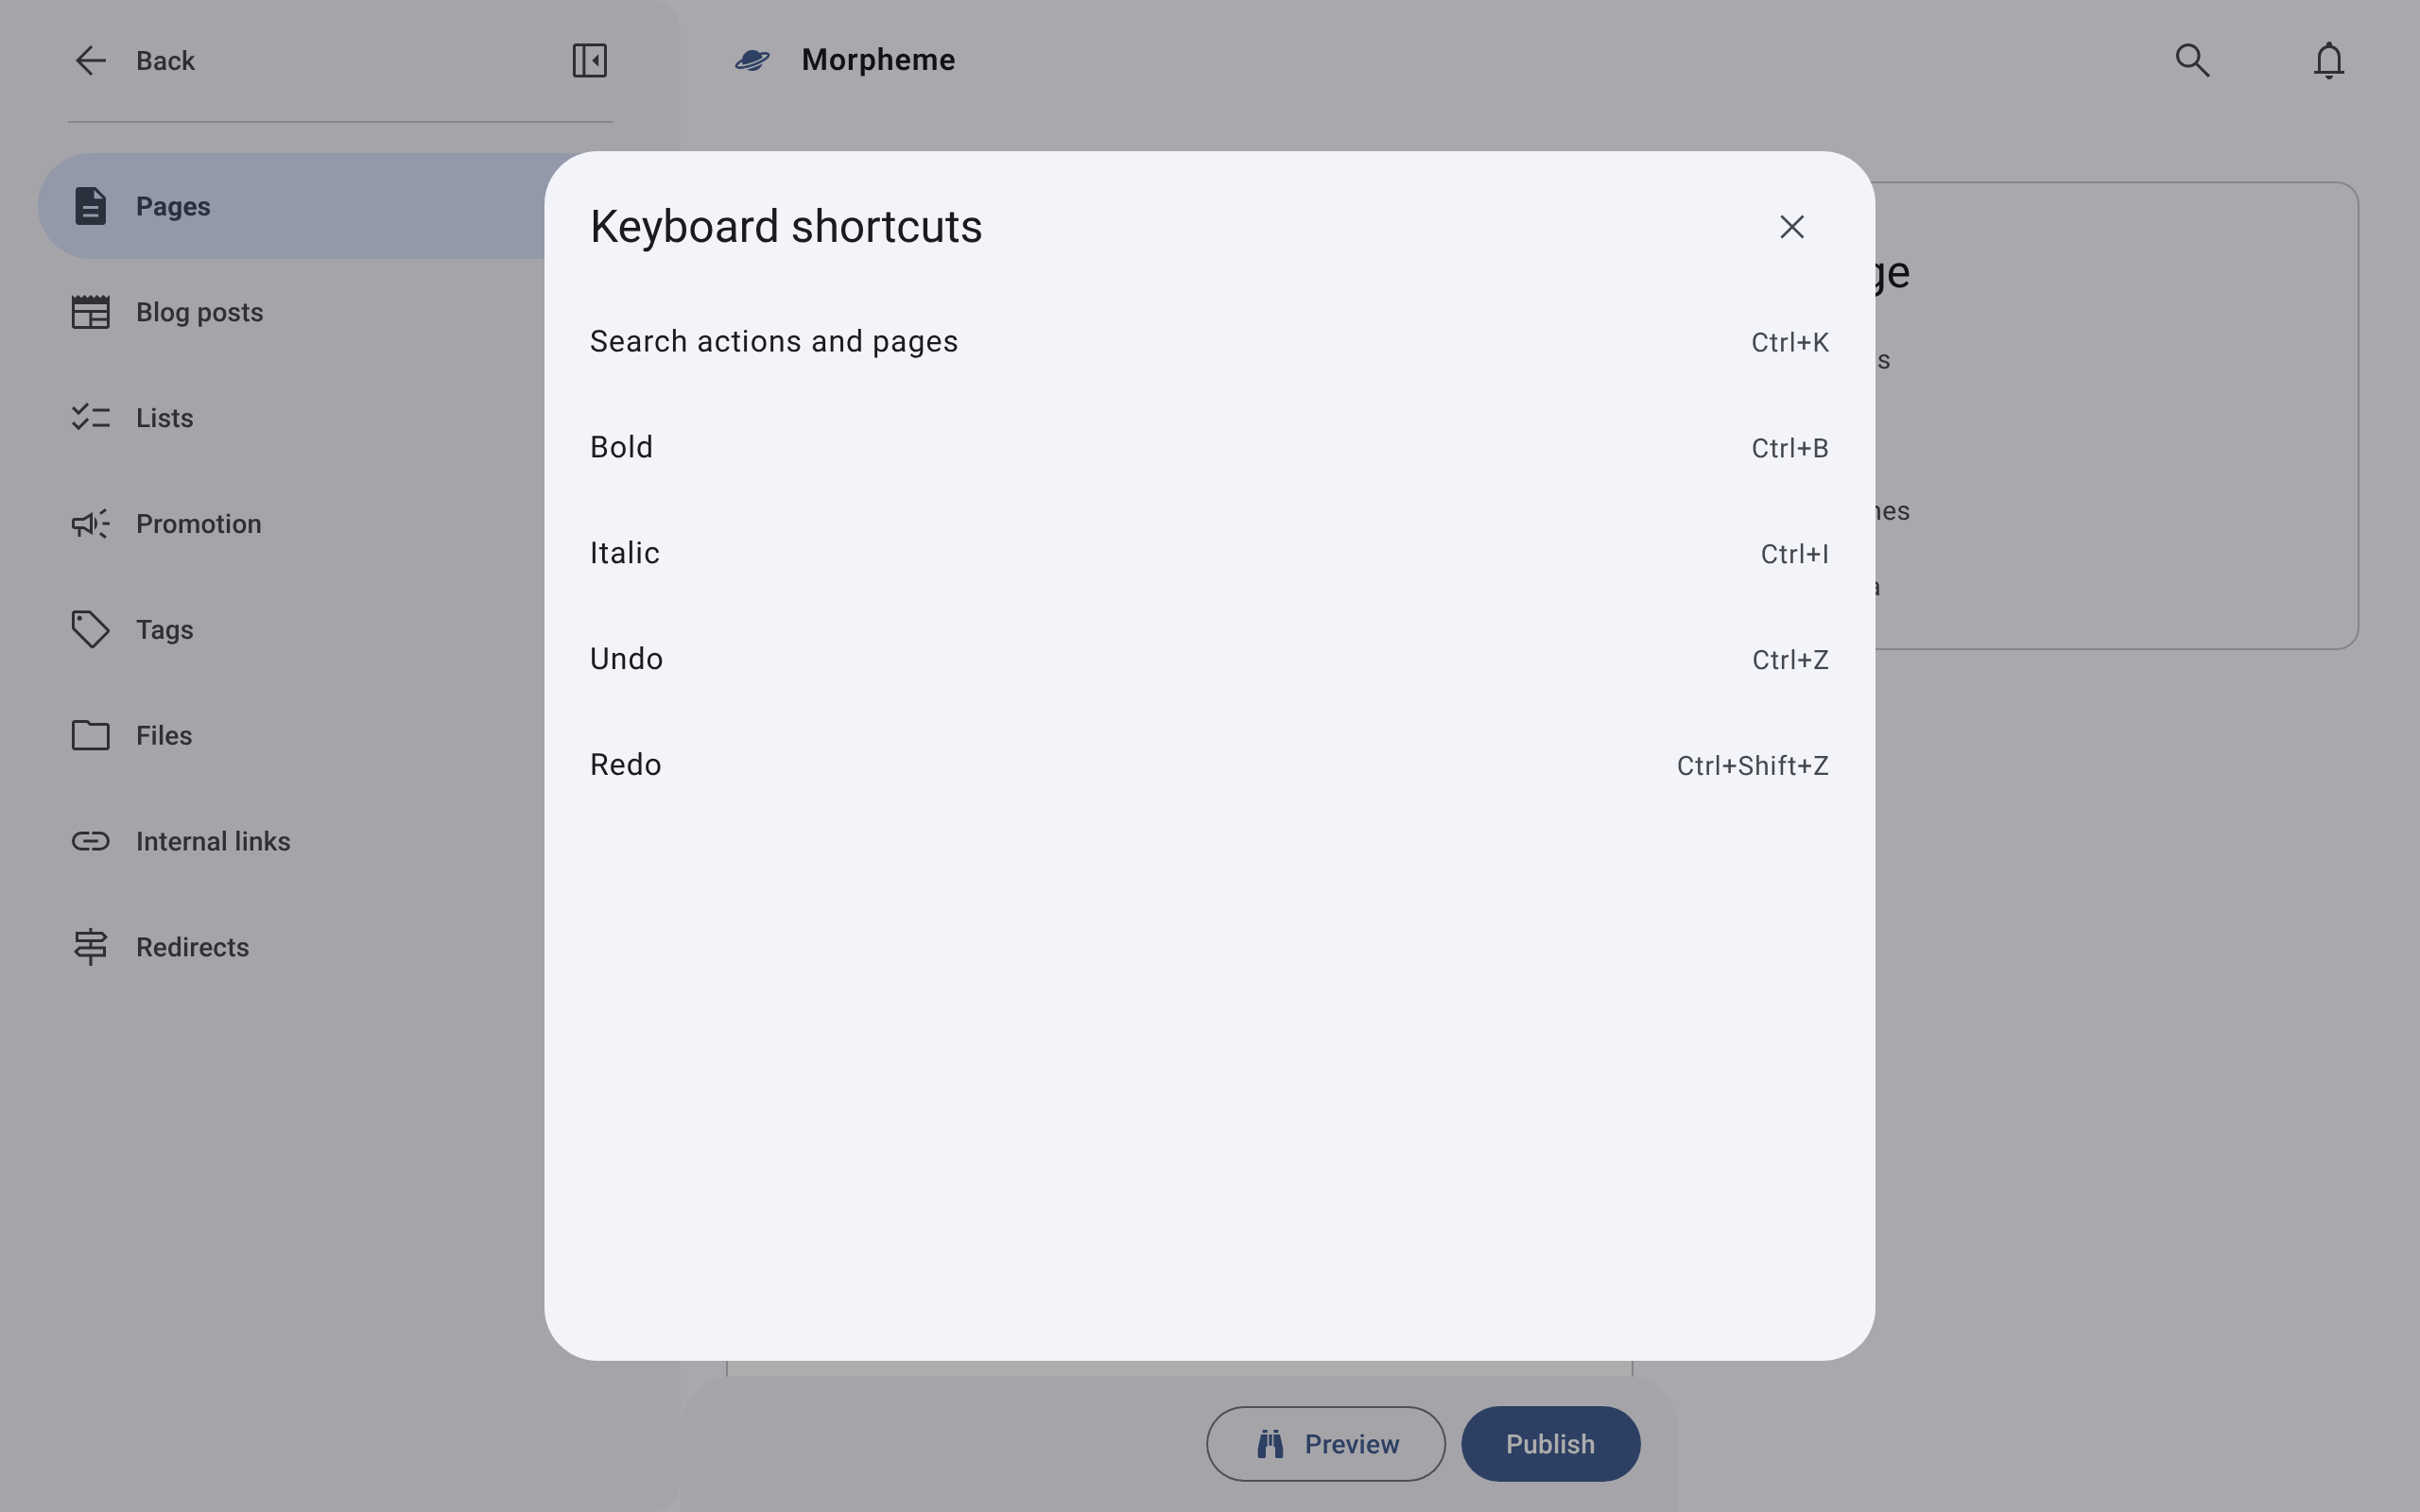 Back
Morpheme
Pages
Blog posts
Lists
Promotion
Tags
Files
Internal links
Redirects
Keyboard shortcuts
Search actions and pages Ctrl+K
Bold Ctrl+B
Italic Ctrl+I
Undo Ctrl+Z
Redo Ctrl+Shift+Z
Preview
Publish